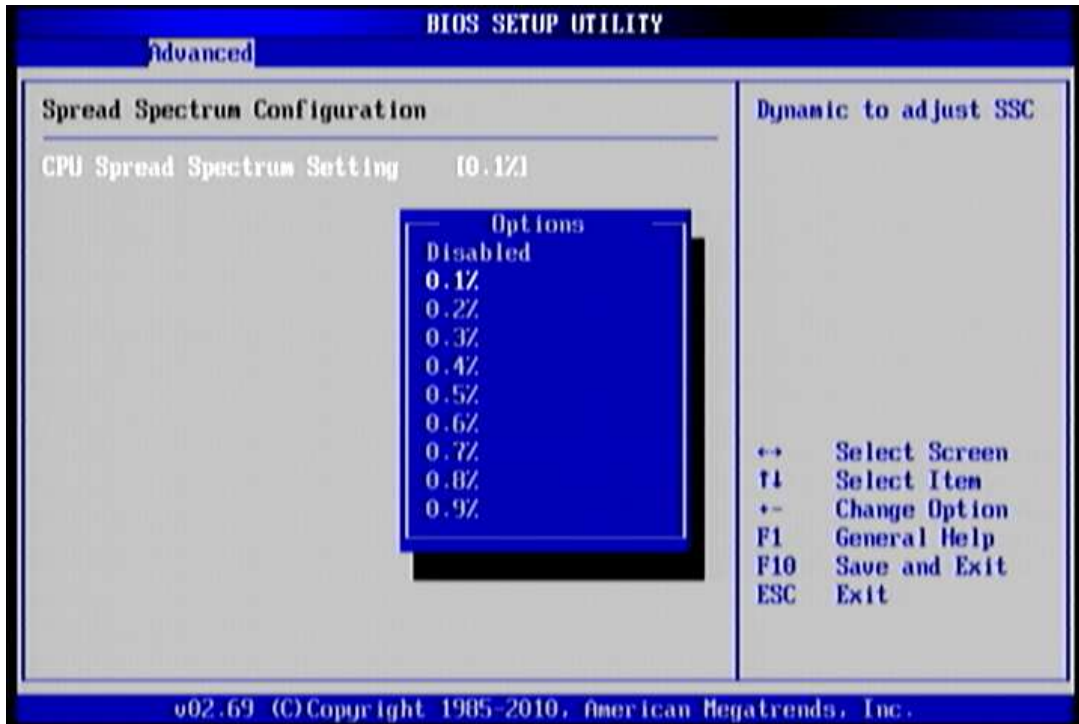 BIOS SETUP UTILITY
Advanced
Spread Spectrum Configuration
CPU Spread Spectrum Setting [0.1%]
Options
Disabled
0.1%
0.2%
0.3%
0.4%
0.5%
0.6%
0.7%
0.8%
0.9%
Dynamic to adjust SSC
↔ Select Screen
↑↓ Select Item
+- Change Option
F1 General Help
F10 Save and Exit
ESC Exit
v02.69 (C)Copyright 1985-2010, American Megatrends, Inc.